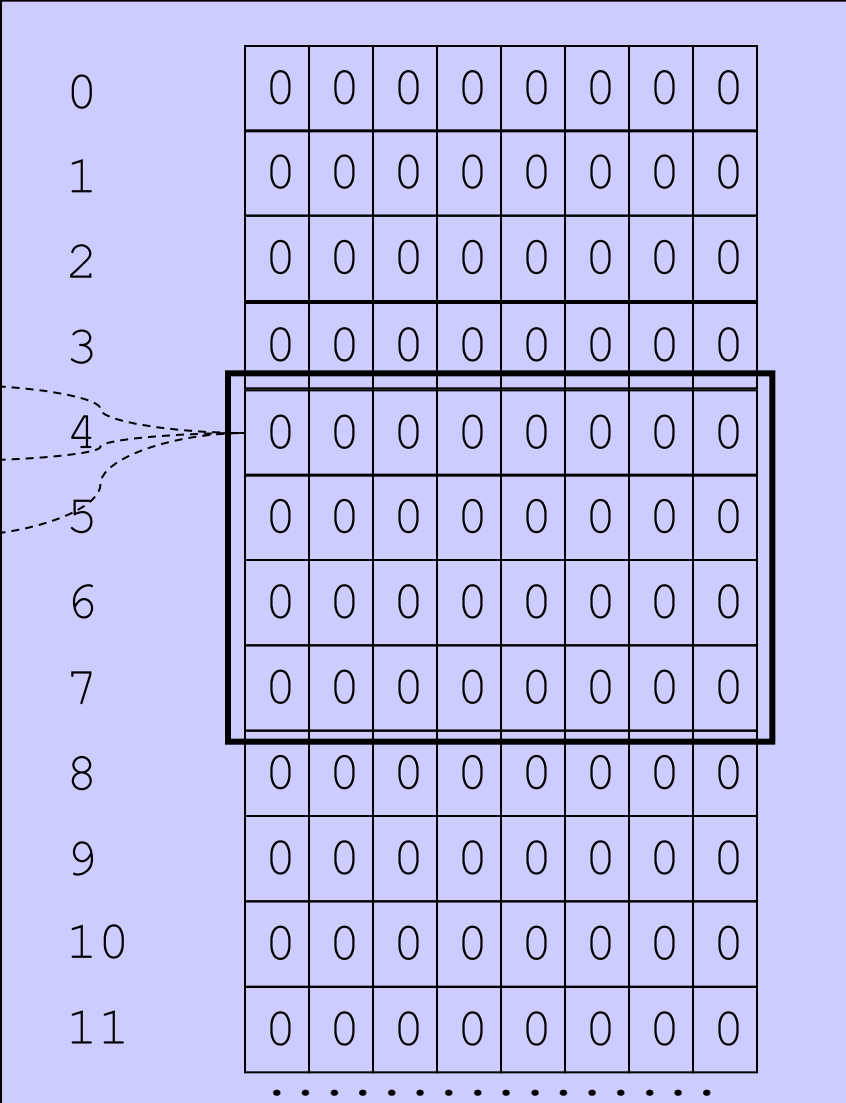 0 0 0 0 0 0 0 0 0
1 0 0 0 0 0 0 0 0
2 0 0 0 0 0 0 0 0
3 0 0 0 0 0 0 0 0
4 0 0 0 0 0 0 0 0
5 0 0 0 0 0 0 0 0
6 0 0 0 0 0 0 0 0
7 0 0 0 0 0 0 0 0
8 0 0 0 0 0 0 0 0
9 0 0 0 0 0 0 0 0
10 0 0 0 0 0 0 0 0
11 0 0 0 0 0 0 0 0
. . . . . . . . . . . . . . . .